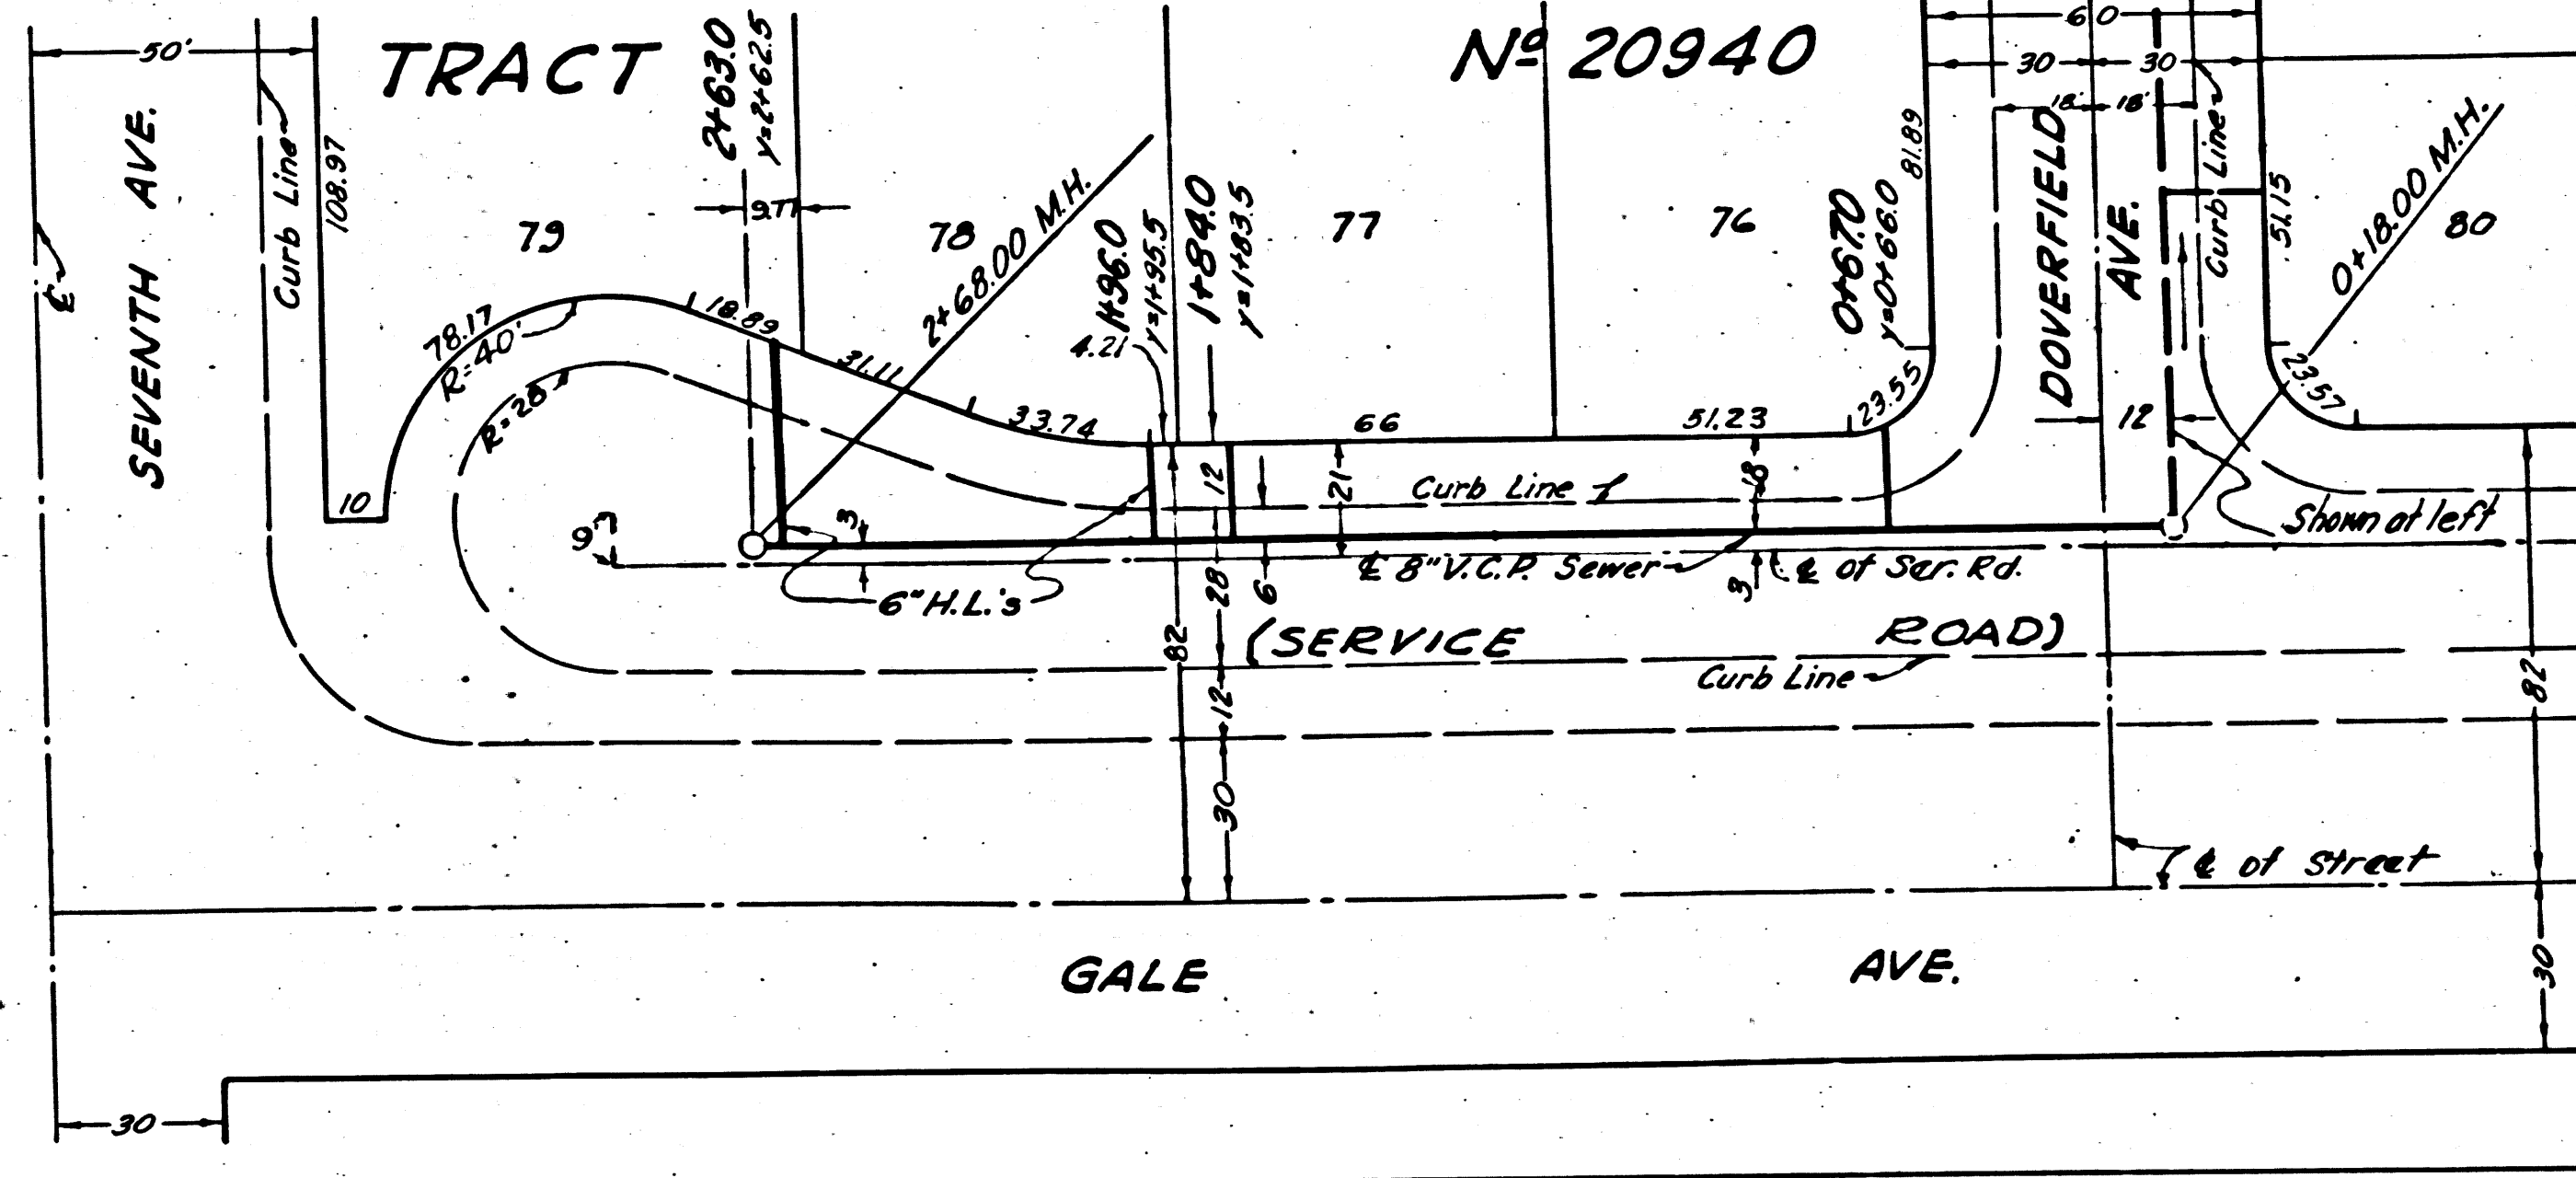 TRACT
Nº 20940
50'
SEVENTH AVE.
℄
Curb Line
108.97
2+63.0
y=2+62.5
9.77
79
78
77
76
80
2+68.00 M.H.
1+96.0
y=1+95.5
1+84.0
y=1+83.5
4.21
0+67.0
y=0+66.0
81.89
60
30
30
18'
18'
DOVERFIELD
AVE.
Curb Line
51.15
0+18.00 M.H.
78.17
R=40'
R=28'
18.89
31.11
33.74
66
51.23
23.55
23.57
12
10
9
3
12
21
18
Curb Line
Shown at left
℄ 8" V.C.P. Sewer
3
℄ of Ser. Rd.
6" H.L.'s
28
6
82
(SERVICE ROAD)
Curb Line
12
82
30
℄ of Street
GALE AVE.
30
30